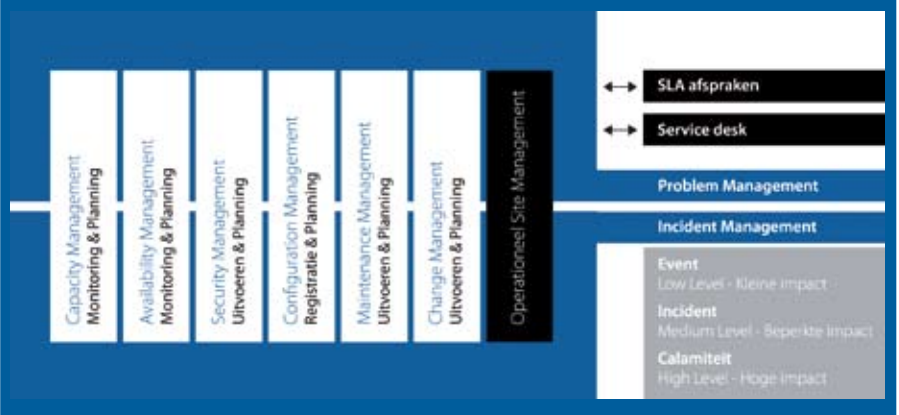 Capacity Management
Monitoring & Planning
Availability Management
Monitoring & Planning
Security Management
Uitvoeren & Planning
Configuration Management
Registratie & Planning
Maintenance Management
Uitvoeren & Planning
Change Management
Uitvoeren & Planning
Operationeel Site Management
SLA afspraken
Service desk
Problem Management
Incident Management
Event
Low Level - Kleine impact
Incident
Medium Level - Beperkte impact
Calamiteit
High Level - Hoge impact